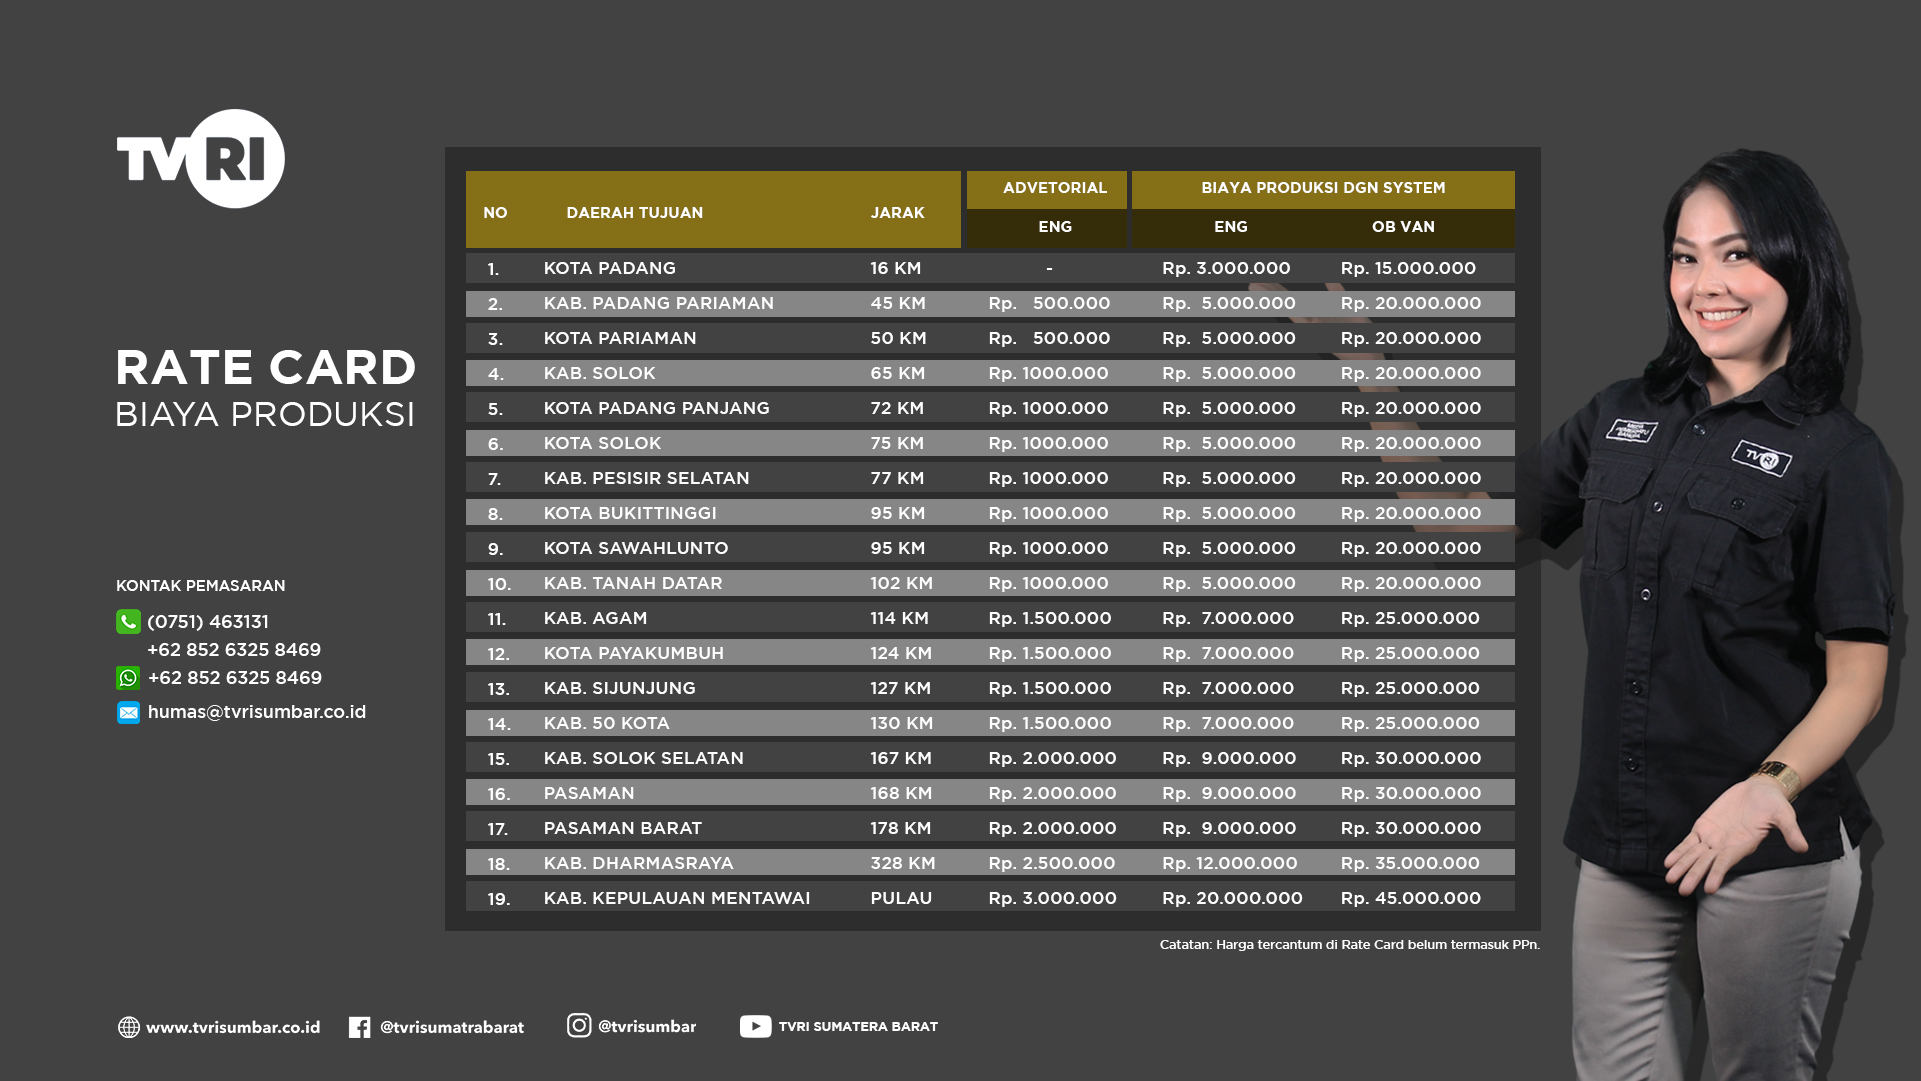 TVRI
RATE CARD
BIAYA PRODUKSI
KONTAK PEMASARAN
(0751) 463131
+62 852 6325 8469
+62 852 6325 8469
humas@tvrisumbar.co.id
NO DAERAH TUJUAN JARAK ADVETORIAL BIAYA PRODUKSI DGN SYSTEM
ENG ENG OB VAN
1. KOTA PADANG 16 KM - Rp. 3.000.000 Rp. 15.000.000
2. KAB. PADANG PARIAMAN 45 KM Rp. 500.000 Rp. 5.000.000 Rp. 20.000.000
3. KOTA PARIAMAN 50 KM Rp. 500.000 Rp. 5.000.000 Rp. 20.000.000
4. KAB. SOLOK 65 KM Rp. 1000.000 Rp. 5.000.000 Rp. 20.000.000
5. KOTA PADANG PANJANG 72 KM Rp. 1000.000 Rp. 5.000.000 Rp. 20.000.000
6. KOTA SOLOK 75 KM Rp. 1000.000 Rp. 5.000.000 Rp. 20.000.000
7. KAB. PESISIR SELATAN 77 KM Rp. 1000.000 Rp. 5.000.000 Rp. 20.000.000
8. KOTA BUKITTINGGI 95 KM Rp. 1000.000 Rp. 5.000.000 Rp. 20.000.000
9. KOTA SAWAHLUNTO 95 KM Rp. 1000.000 Rp. 5.000.000 Rp. 20.000.000
10. KAB. TANAH DATAR 102 KM Rp. 1000.000 Rp. 5.000.000 Rp. 20.000.000
11. KAB. AGAM 114 KM Rp. 1.500.000 Rp. 7.000.000 Rp. 25.000.000
12. KOTA PAYAKUMBUH 124 KM Rp. 1.500.000 Rp. 7.000.000 Rp. 25.000.000
13. KAB. SIJUNJUNG 127 KM Rp. 1.500.000 Rp. 7.000.000 Rp. 25.000.000
14. KAB. 50 KOTA 130 KM Rp. 1.500.000 Rp. 7.000.000 Rp. 25.000.000
15. KAB. SOLOK SELATAN 167 KM Rp. 2.000.000 Rp. 9.000.000 Rp. 30.000.000
16. PASAMAN 168 KM Rp. 2.000.000 Rp. 9.000.000 Rp. 30.000.000
17. PASAMAN BARAT 178 KM Rp. 2.000.000 Rp. 9.000.000 Rp. 30.000.000
18. KAB. DHARMASRAYA 328 KM Rp. 2.500.000 Rp. 12.000.000 Rp. 35.000.000
19. KAB. KEPULAUAN MENTAWAI PULAU Rp. 3.000.000 Rp. 20.000.000 Rp. 45.000.000
Catatan: Harga tercantum di Rate Card belum termasuk PPn.
MEDIA
PEMERSATU
BANGSA
TVRI
www.tvrisumbar.co.id @tvrisumatrabarat @tvrisumbar TVRI SUMATERA BARAT